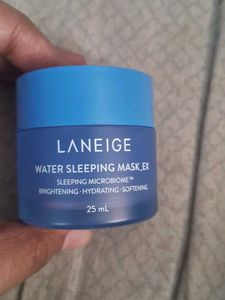 LANEIGE
WATER SLEEPING MASK_EX
SLEEPING MICROBIOME™
BRIGHTENING · HYDRATING · SOFTENING
25 mL